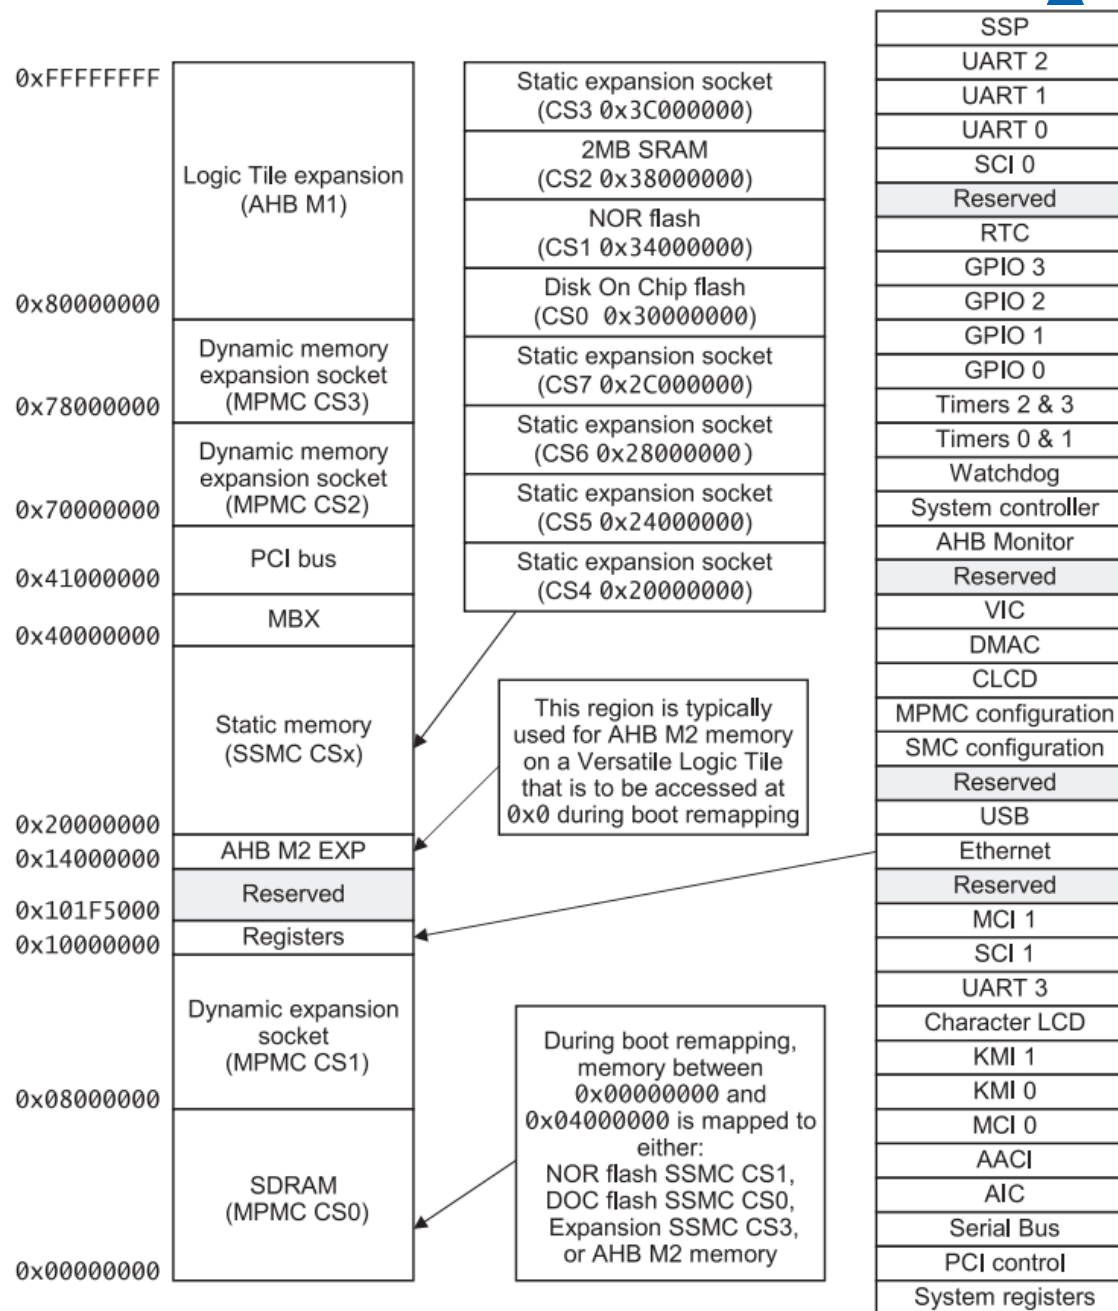 0xFFFFFFFF
Logic Tile expansion
(AHB M1)
0x80000000
Dynamic memory
expansion socket
(MPMC CS3)
0x78000000
Dynamic memory
expansion socket
(MPMC CS2)
0x70000000
PCI bus
0x41000000
MBX
0x40000000
Static memory
(SSMC CSx)
0x20000000
AHB M2 EXP
0x14000000
Reserved
0x101F5000
Registers
0x10000000
Dynamic expansion
socket
(MPMC CS1)
0x08000000
SDRAM
(MPMC CS0)
0x00000000
Static expansion socket
(CS3 0x3C000000)
2MB SRAM
(CS2 0x38000000)
NOR flash
(CS1 0x34000000)
Disk On Chip flash
(CS0 0x30000000)
Static expansion socket
(CS7 0x2C000000)
Static expansion socket
(CS6 0x28000000)
Static expansion socket
(CS5 0x24000000)
Static expansion socket
(CS4 0x20000000)
This region is typically
used for AHB M2 memory
on a Versatile Logic Tile
that is to be accessed at
0x0 during boot remapping
During boot remapping,
memory between
0x00000000 and
0x04000000 is mapped to
either:
NOR flash SSMC CS1,
DOC flash SSMC CS0,
Expansion SSMC CS3,
or AHB M2 memory
SSP
UART 2
UART 1
UART 0
SCI 0
Reserved
RTC
GPIO 3
GPIO 2
GPIO 1
GPIO 0
Timers 2 & 3
Timers 0 & 1
Watchdog
System controller
AHB Monitor
Reserved
VIC
DMAC
CLCD
MPMC configuration
SMC configuration
Reserved
USB
Ethernet
Reserved
MCI 1
SCI 1
UART 3
Character LCD
KMI 1
KMI 0
MCI 0
AACI
AIC
Serial Bus
PCI control
System registers